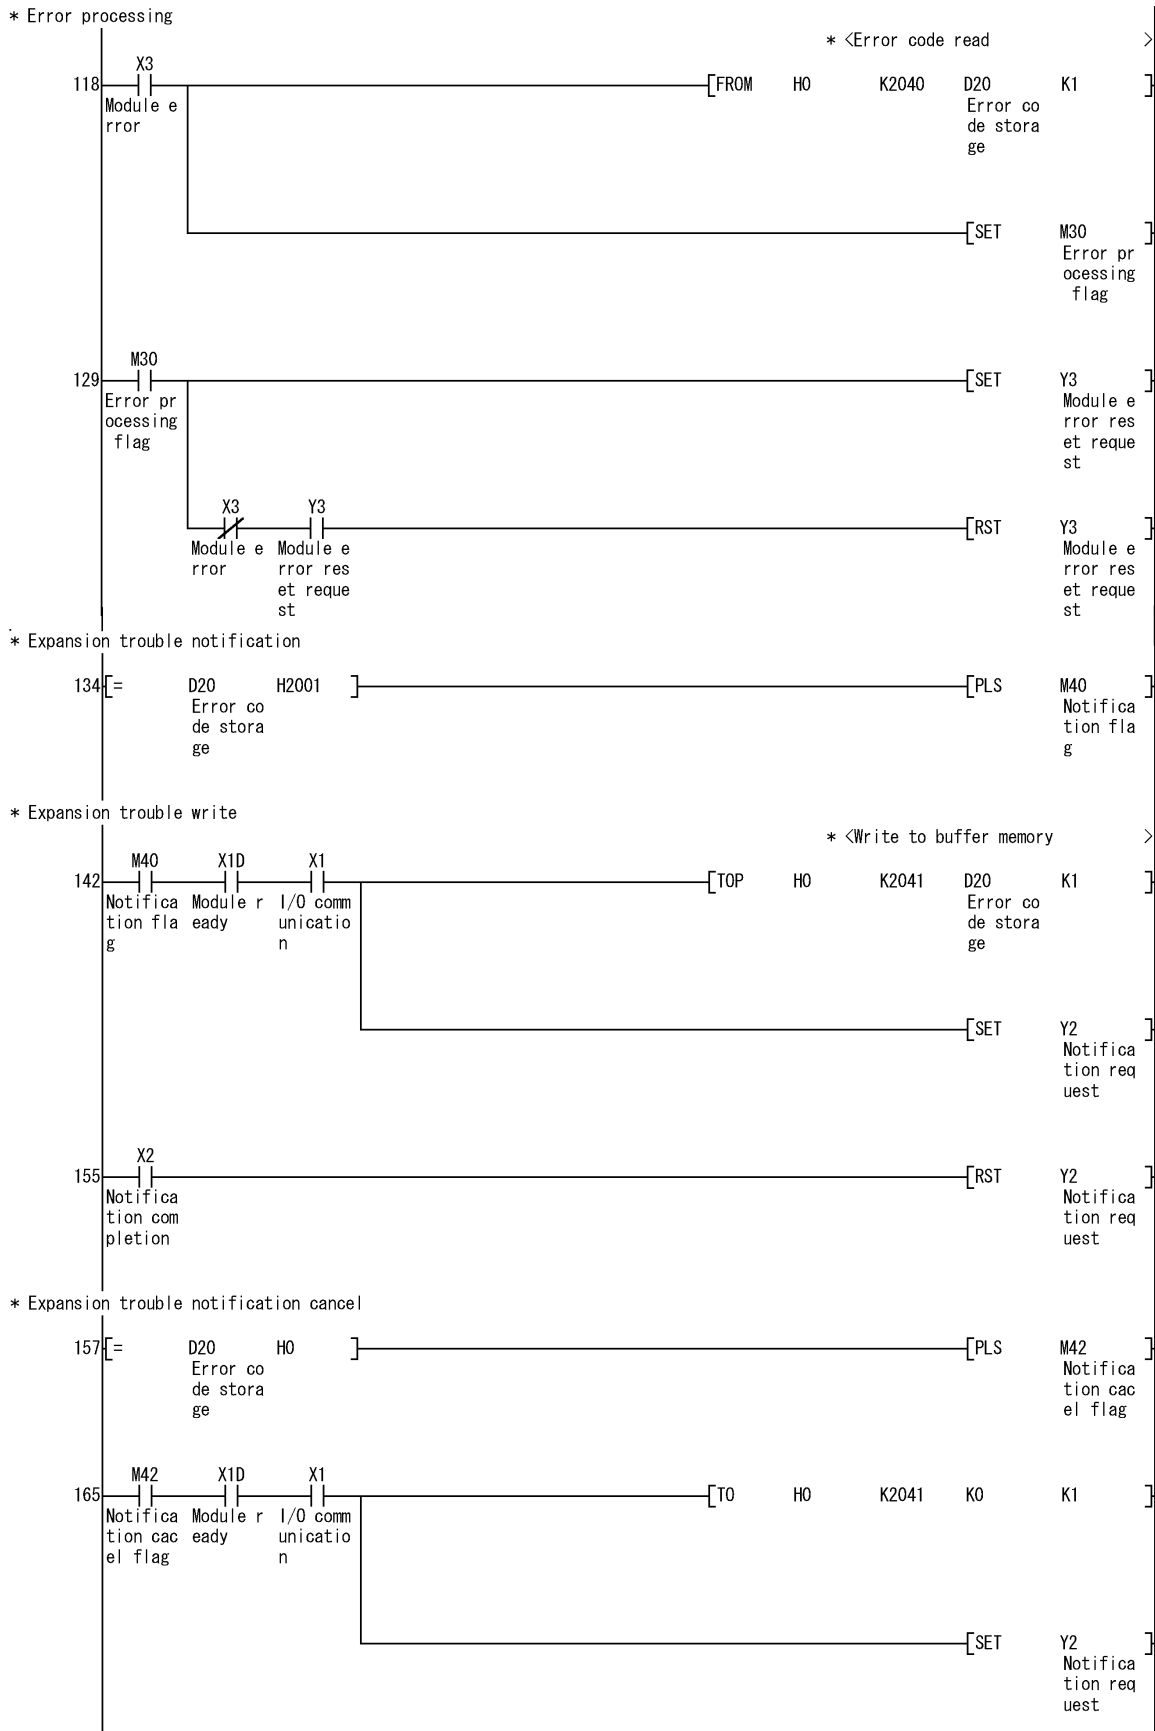 * Error processing
* <Error code read >
X3
118 [FROM H0 K2040 D20 K1 ]
Module e Error co
rror de stora
ge
[SET M30 ]
Error pr
ocessing
flag
M30
129 [SET Y3 ]
Error pr Module e
ocessing rror res
flag et reque
st
X3 Y3
[RST Y3 ]
Module e Module e Module e
rror rror res rror res
et reque et reque
st st
* Expansion trouble notification
134 [= D20 H2001 ] [PLS M40 ]
Error co Notifica
de stora tion fla
ge g
* Expansion trouble write
* <Write to buffer memory >
M40 X1D X1
142 [TOP H0 K2041 D20 K1 ]
Notifica Module r I/O comm Error co
tion fla eady unicatio de stora
g n ge
[SET Y2 ]
Notifica
tion req
uest
X2
155 [RST Y2 ]
Notifica Notifica
tion com tion req
pletion uest
* Expansion trouble notification cancel
157 [= D20 H0 ] [PLS M42 ]
Error co Notifica
de stora tion cac
ge el flag
M42 X1D X1
165 [TO H0 K2041 K0 K1 ]
Notifica Module r I/O comm
tion cac eady unicatio
el flag n
[SET Y2 ]
Notifica
tion req
uest